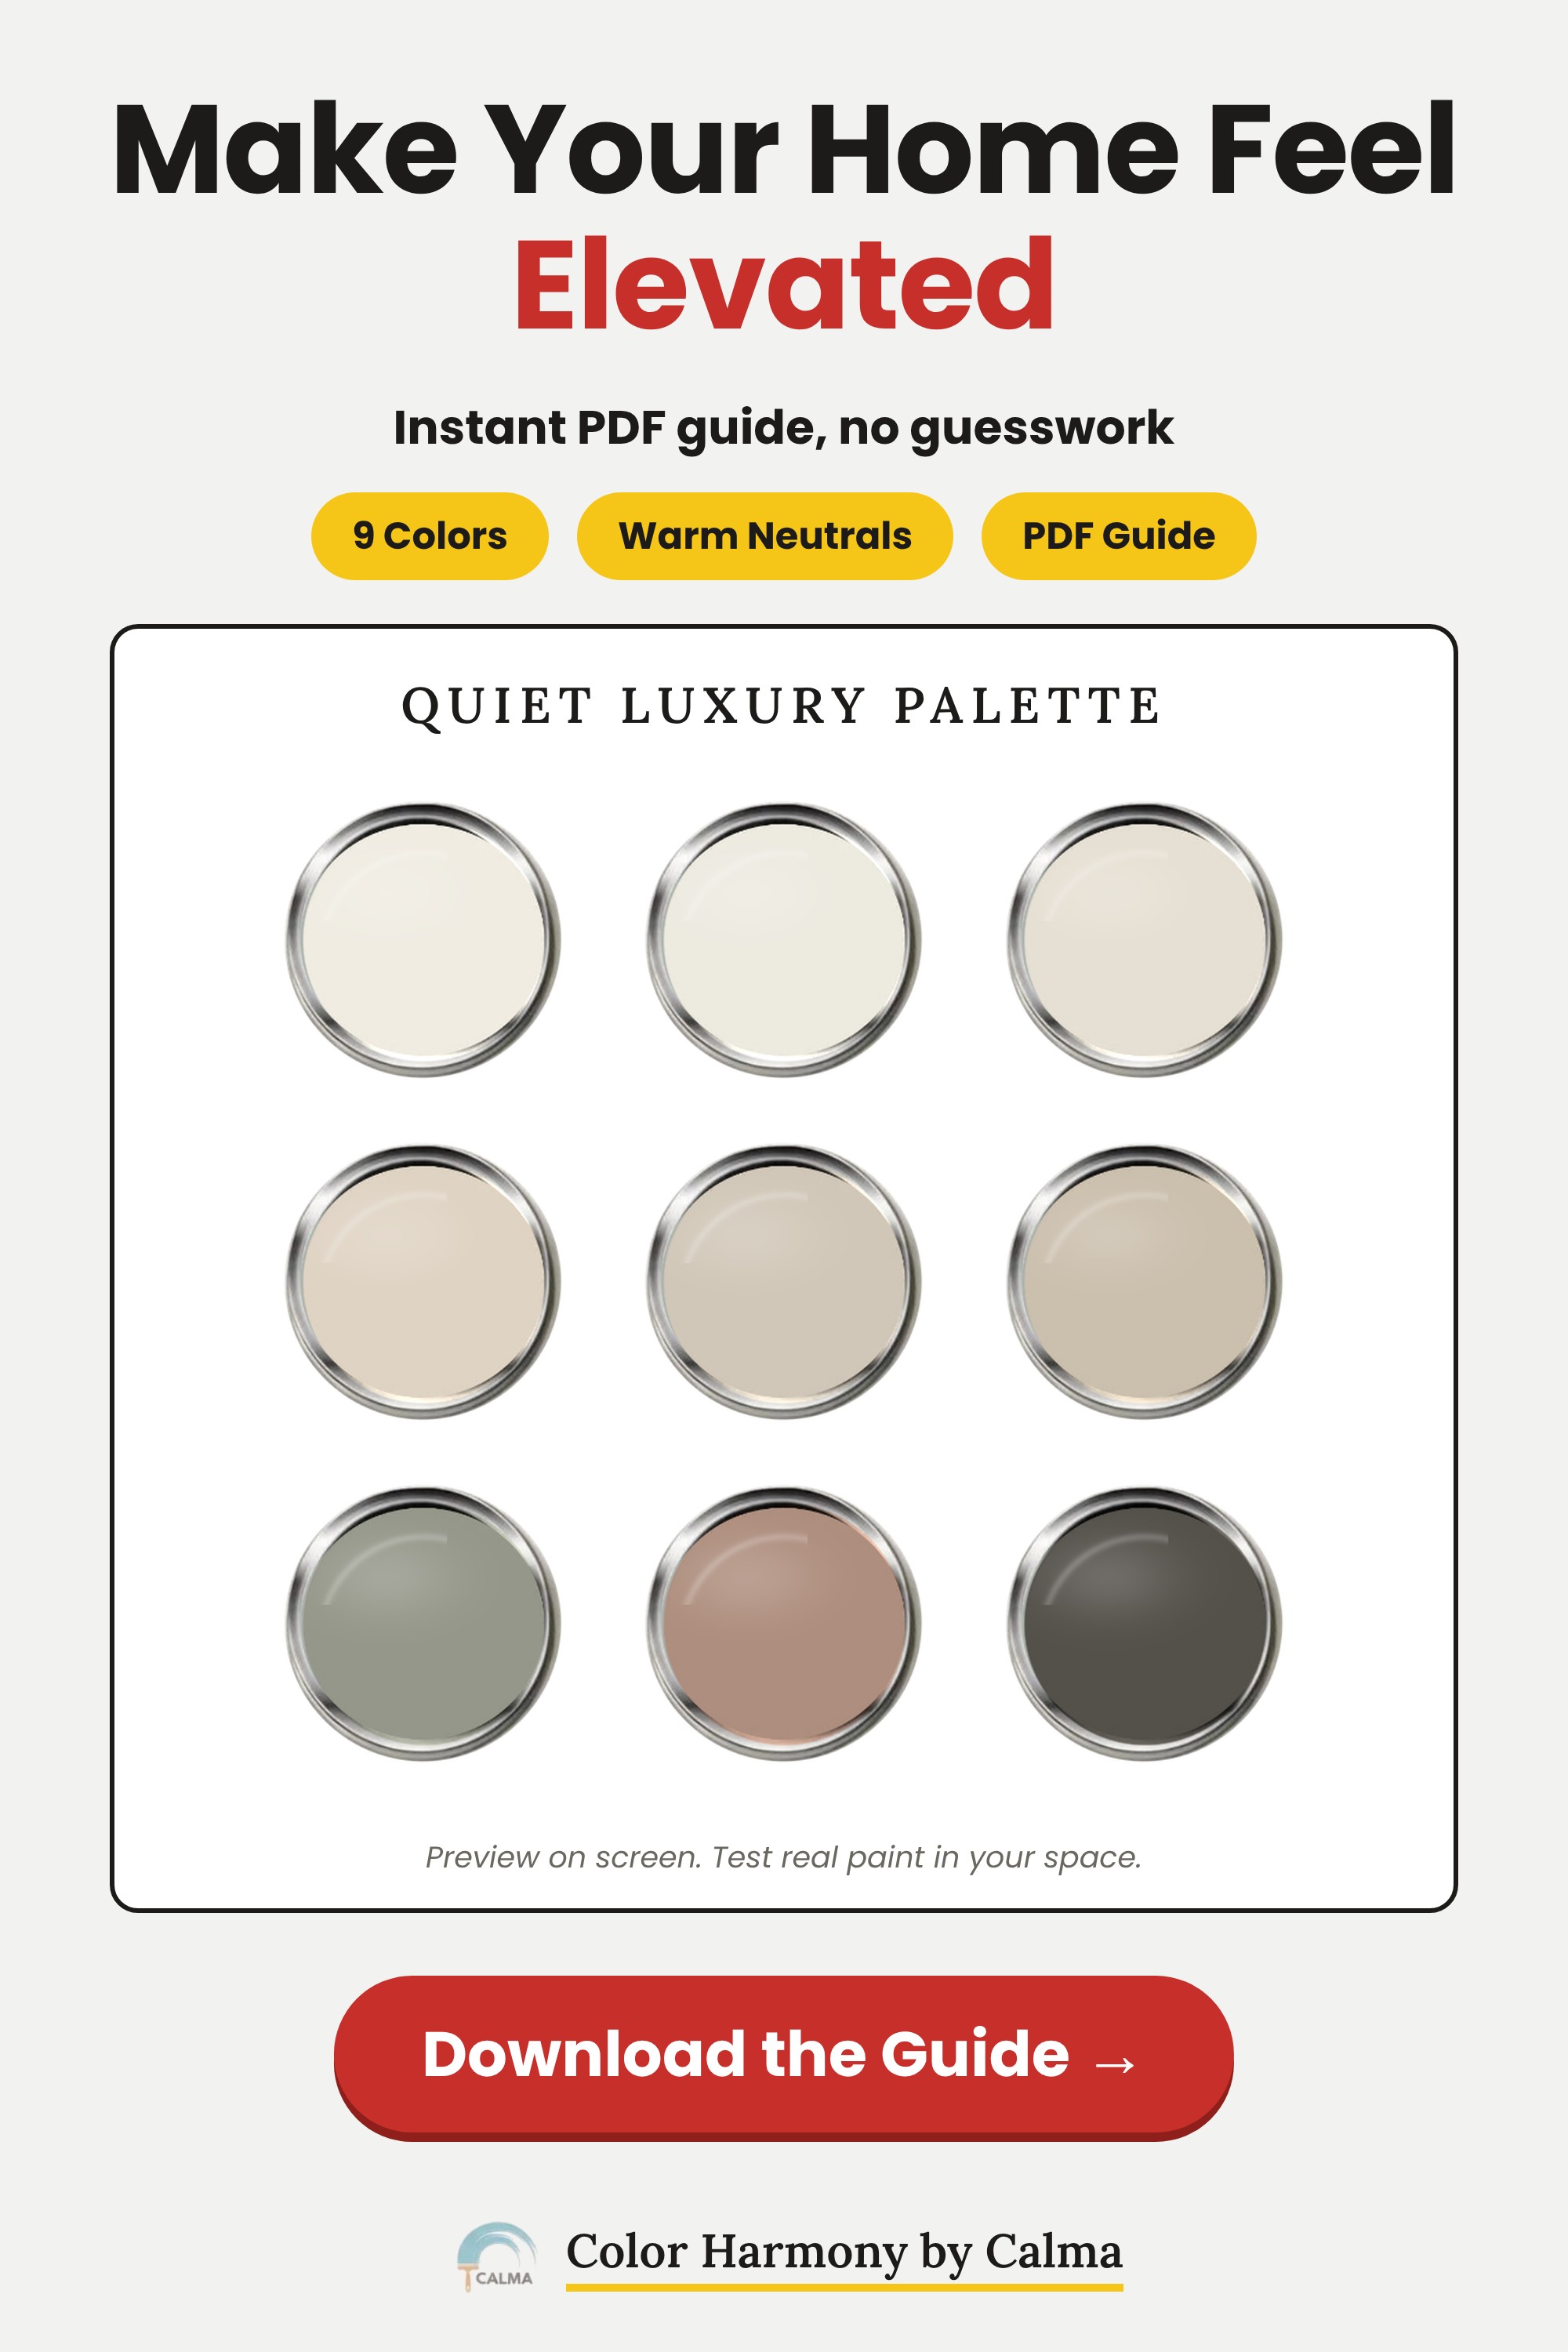 Make Your Home Feel
Elevated
Instant PDF guide, no guesswork
9 Colors
Warm Neutrals
PDF Guide
QUIET LUXURY PALETTE
Preview on screen. Test real paint in your space.
Download the Guide →
CALMA
Color Harmony by Calma